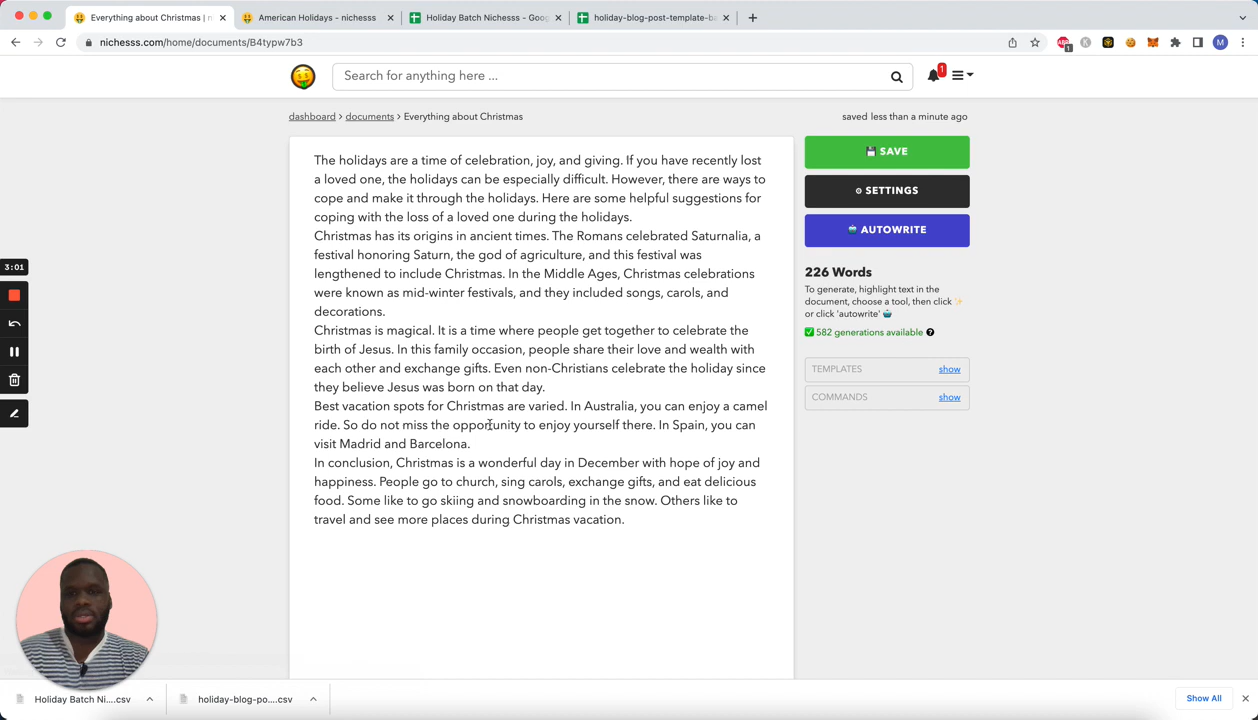 Everything about Christmas | n
American Holidays - nichesss
Holiday Batch Nichesss - Goog
holiday-blog-post-template-ba
nichesss.com/home/documents/B4typw7b3
1
M
Search for anything here ...
1
dashboard > documents > Everything about Christmas
saved less than a minute ago
The holidays are a time of celebration, joy, and giving. If you have recently lost
a loved one, the holidays can be especially difficult. However, there are ways to
cope and make it through the holidays. Here are some helpful suggestions for
coping with the loss of a loved one during the holidays.
Christmas has its origins in ancient times. The Romans celebrated Saturnalia, a
festival honoring Saturn, the god of agriculture, and this festival was
lengthened to include Christmas. In the Middle Ages, Christmas celebrations
were known as mid-winter festivals, and they included songs, carols, and
decorations.
Christmas is magical. It is a time where people get together to celebrate the
birth of Jesus. In this family occasion, people share their love and wealth with
each other and exchange gifts. Even non-Christians celebrate the holiday since
they believe Jesus was born on that day.
Best vacation spots for Christmas are varied. In Australia, you can enjoy a camel
ride. So do not miss the opportunity to enjoy yourself there. In Spain, you can
visit Madrid and Barcelona.
In conclusion, Christmas is a wonderful day in December with hope of joy and
happiness. People go to church, sing carols, exchange gifts, and eat delicious
food. Some like to go skiing and snowboarding in the snow. Others like to
travel and see more places during Christmas vacation.
SAVE
SETTINGS
AUTOWRITE
226 Words
To generate, highlight text in the
document, choose a tool, then click ✨
or click 'autowrite'
✅ 582 generations available
TEMPLATES show
COMMANDS show
3:01
Holiday Batch Ni....csv
holiday-blog-po....csv
Show All